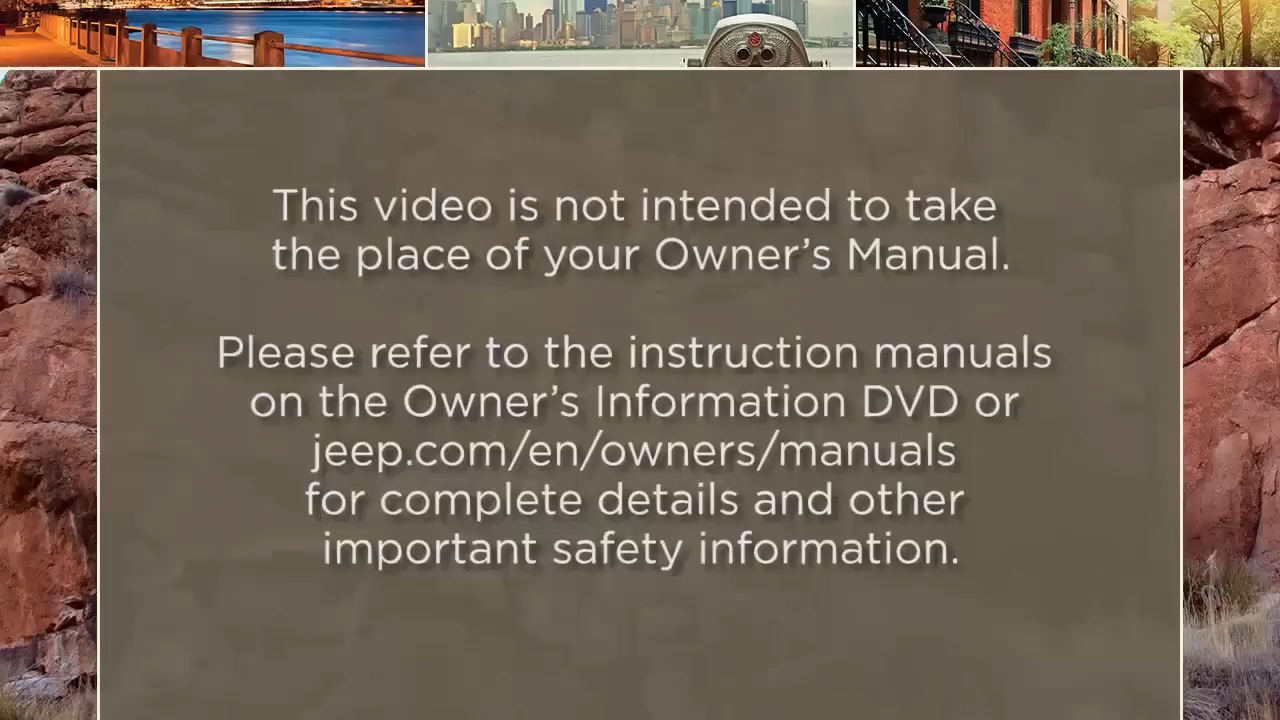 This video is not intended to take
the place of your Owner’s Manual.
Please refer to the instruction manuals
on the Owner’s Information DVD or
jeep.com/en/owners/manuals
for complete details and other
important safety information.